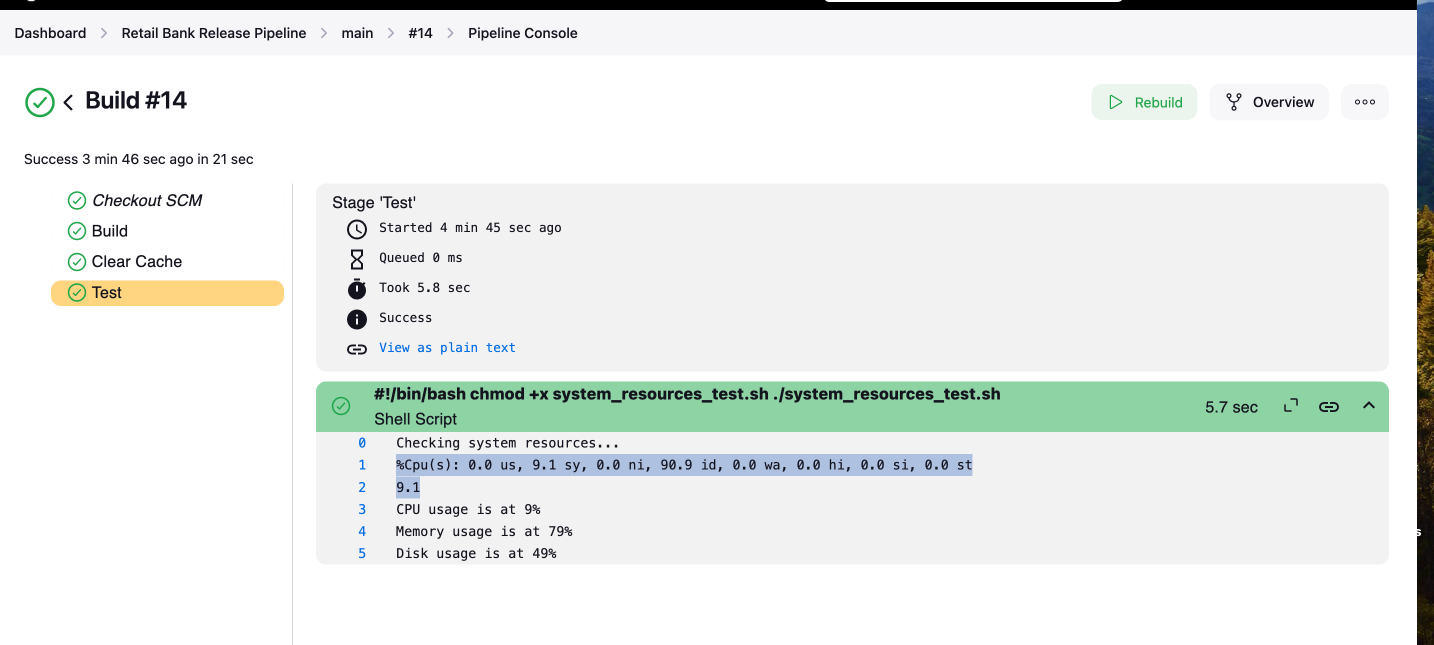 Dashboard > Retail Bank Release Pipeline > main > #14 > Pipeline Console
Build #14
Rebuild
Overview
Success 3 min 46 sec ago in 21 sec
Checkout SCM
Build
Clear Cache
Test
Stage 'Test'
Started 4 min 45 sec ago
Queued 0 ms
Took 5.8 sec
Success
View as plain text
#!/bin/bash chmod +x system_resources_test.sh ./system_resources_test.sh
Shell Script
5.7 sec
0 Checking system resources...
1 %Cpu(s): 0.0 us, 9.1 sy, 0.0 ni, 90.9 id, 0.0 wa, 0.0 hi, 0.0 si, 0.0 st
2 9.1
3 CPU usage is at 9%
4 Memory usage is at 79%
5 Disk usage is at 49%